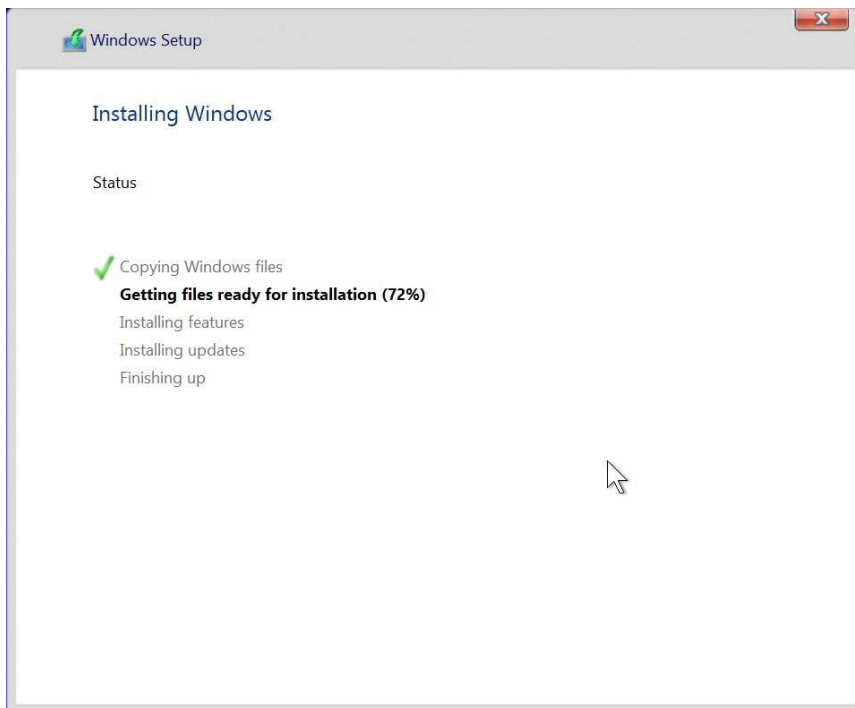 Windows Setup
Installing Windows
Status
Copying Windows files
Getting files ready for installation (72%)
Installing features
Installing updates
Finishing up